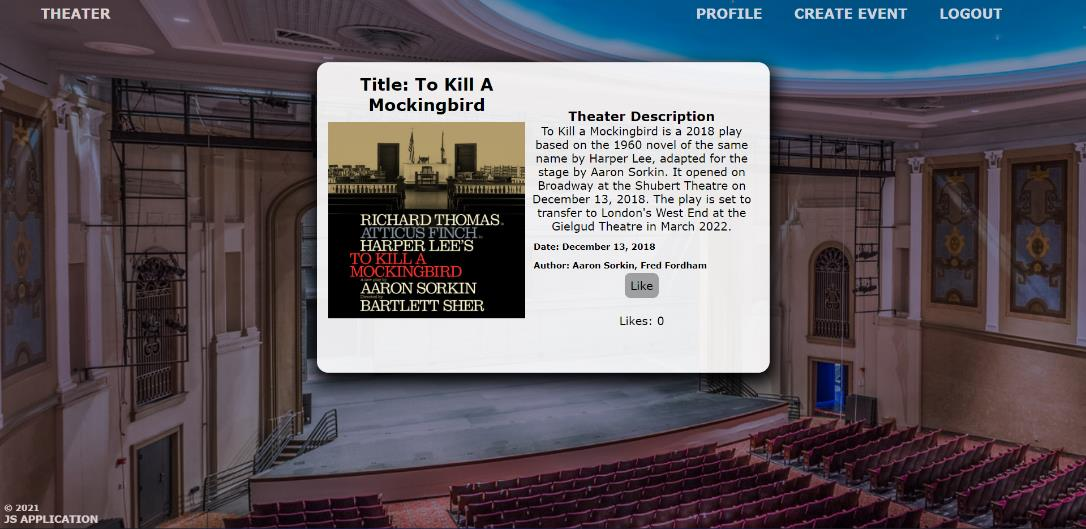 THEATER
PROFILE
CREATE EVENT
LOGOUT
Title: To Kill A
Mockingbird
RICHARD THOMAS
ATTICUS FINCH
HARPER LEE'S
TO KILL A
MOCKINGBIRD
AARON SORKIN
Directed by
BARTLETT SHER
Theater Description
To Kill a Mockingbird is a 2018 play
based on the 1960 novel of the same
name by Harper Lee, adapted for the
stage by Aaron Sorkin. It opened on
Broadway at the Shubert Theatre on
December 13, 2018. The play is set to
transfer to London's West End at the
Gielgud Theatre in March 2022.
Date: December 13, 2018
Author: Aaron Sorkin, Fred Fordham
Like
Likes: 0
© 2021
JS APPLICATION